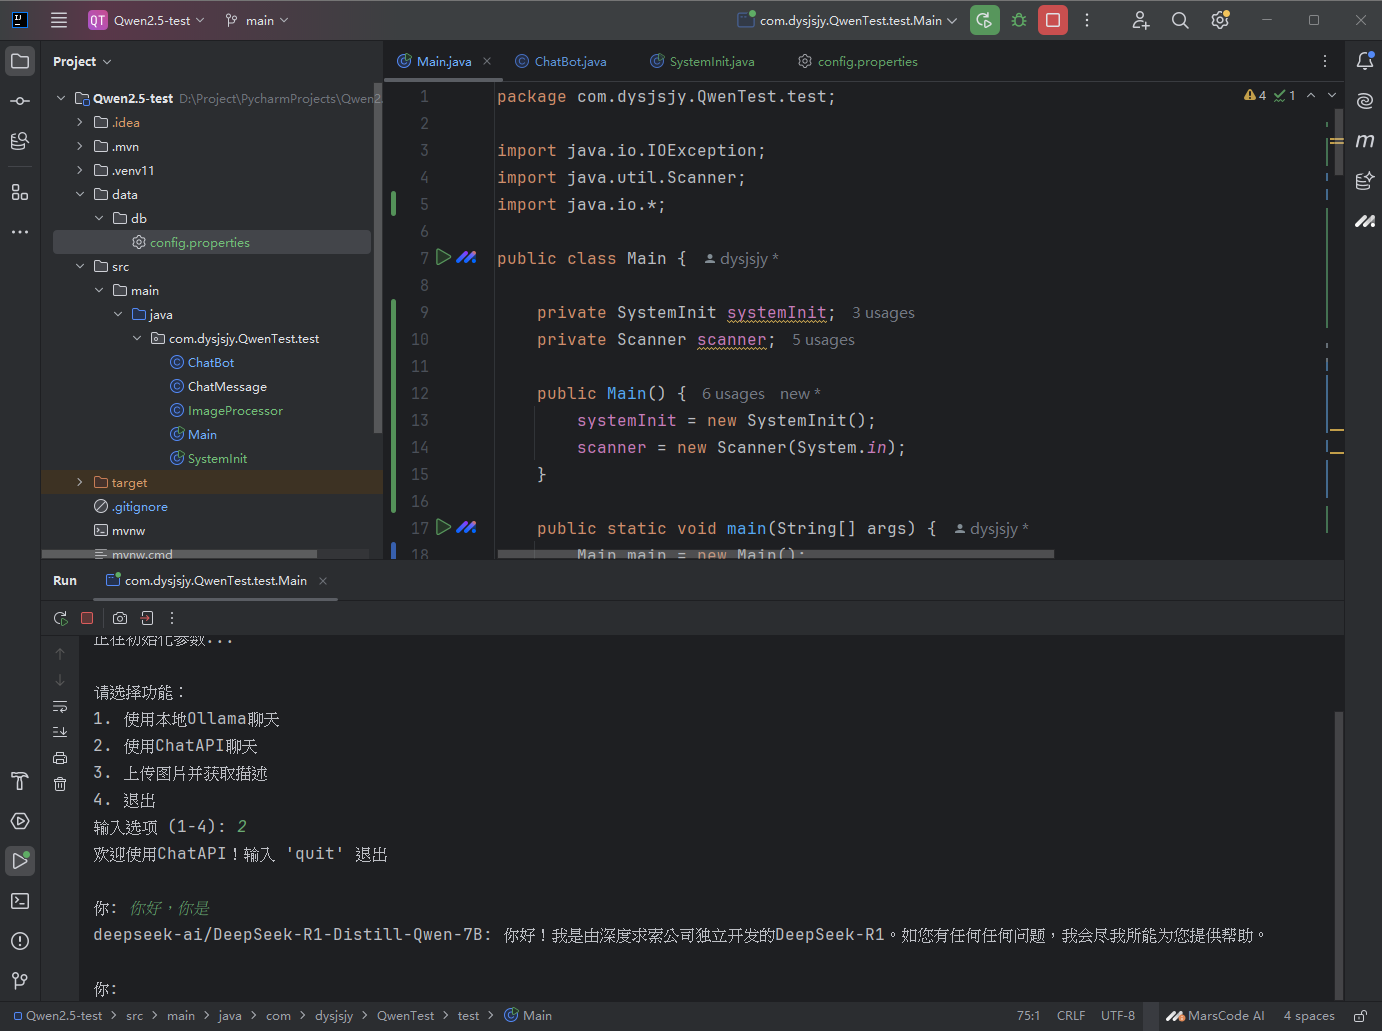 QT Qwen2.5-test main com.dysjsjy.QwenTest.test.Main
Project
Main.java ChatBot.java SystemInit.java config.properties
Qwen2.5-test D:\Project\PycharmProjects\Qwen2
.idea
.mvn
.venv11
data
db
config.properties
src
main
java
com.dysjsjy.QwenTest.test
ChatBot
ChatMessage
ImageProcessor
Main
SystemInit
target
.gitignore
mvnw
mvnw.cmd
4 1
1 package com.dysjsjy.QwenTest.test;
2
3 import java.io.IOException;
4 import java.util.Scanner;
5 import java.io.*;
6
7 public class Main { dysjsjy *
8
9 private SystemInit systemInit; 3 usages
10 private Scanner scanner; 5 usages
11
12 public Main() { 6 usages new *
13 systemInit = new SystemInit();
14 scanner = new Scanner(System.in);
15 }
16
17 public static void main(String[] args) { dysjsjy *
18 Main main = new Main();
Run com.dysjsjy.QwenTest.test.Main
正在初始化参数...
请选择功能：
1. 使用本地Ollama聊天
2. 使用ChatAPI聊天
3. 上传图片并获取描述
4. 退出
输入选项 (1-4): 2
欢迎使用ChatAPI！输入 'quit' 退出
你: 你好，你是
deepseek-ai/DeepSeek-R1-Distill-Qwen-7B: 你好！我是由深度求索公司独立开发的DeepSeek-R1。如您有任何任何问题，我会尽我所能为您提供帮助。
你:
Qwen2.5-test > src > main > java > com > dysjsjy > QwenTest > test > Main 75:1 CRLF UTF-8 MarsCode AI 4 spaces